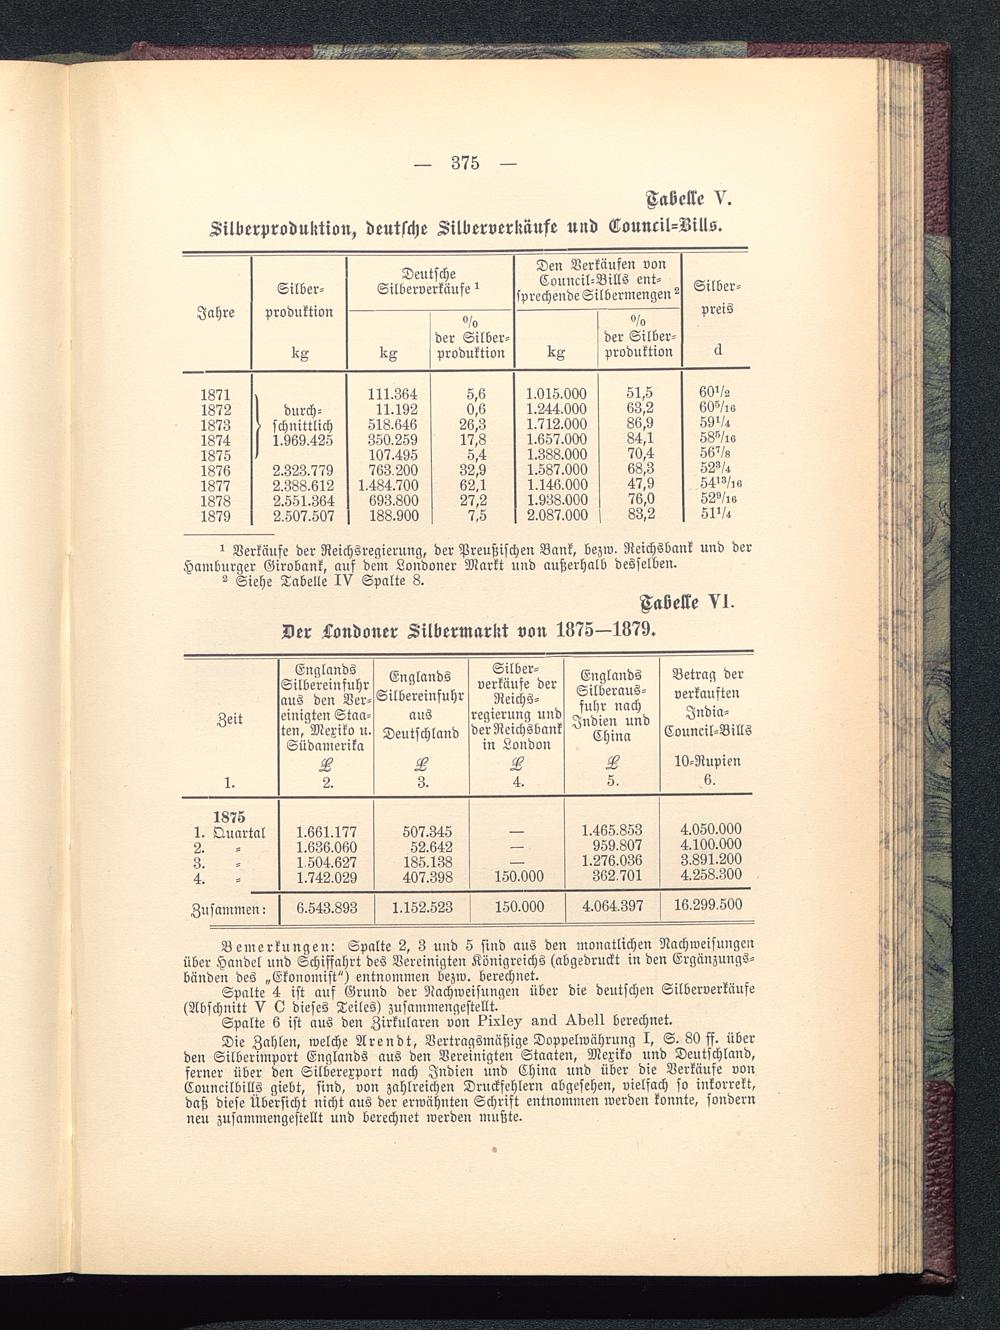 — 375 —
Tabelle V.
Silberproduktion, deutsche Silberverkäufe und Council-Bills.
Jahre | Silber-produktion kg | Deutsche Silberverkäufe ¹ kg | % der Silber-produktion | Den Verkäufen von Council-Bills ent-sprechende Silbermengen ² kg | % der Silber-produktion | Silber-preis d
1871 | durch- | 111.364 | 5,6 | 1.015.000 | 51,5 | 60¹/₂
1872 | schnittlich | 11.192 | 0,6 | 1.244.000 | 63,2 | 60⁵/₁₆
1873 | 1.969.425 | 518.646 | 26,3 | 1.712.000 | 86,9 | 59¹/₄
1874 | 350.259 | 17,8 | 1.657.000 | 84,1 | 58⁵/₁₆
1875 | 107.495 | 5,4 | 1.388.000 | 70,4 | 56⁷/₈
1876 | 2.323.779 | 763.200 | 32,9 | 1.587.000 | 68,3 | 52³/₄
1877 | 2.388.612 | 1.484.700 | 62,1 | 1.146.000 | 47,9 | 54¹³/₁₆
1878 | 2.551.364 | 693.800 | 27,2 | 1.938.000 | 76,0 | 52⁹/₁₆
1879 | 2.507.507 | 188.900 | 7,5 | 2.087.000 | 83,2 | 51¹/₄
¹ Verkäufe der Reichsregierung, der Preußischen Bank, bezw. Reichsbank und der
Hamburger Girobank, auf dem Londoner Markt und außerhalb desselben.
² Siehe Tabelle IV Spalte 8.
Tabelle VI.
Der Londoner Silbermarkt von 1875—1879.
Zeit | Englands Silbereinfuhr aus den Ver-einigten Staa-ten, Mexiko u. Südamerika £ | Englands Silbereinfuhr aus Deutschland £ | Silber-verkäufe der Reichs-regierung und der Reichsbank in London £ | Englands Silberaus-fuhr nach Indien und China £ | Betrag der verkauften India-Council-Bills 10-Rupien
1. | 2. | 3. | 4. | 5. | 6.
1875
1. Quartal | 1.661.177 | 507.345 | — | 1.465.853 | 4.050.000
2. „ | 1.636.060 | 52.642 | — | 959.807 | 4.100.000
3. „ | 1.504.627 | 185.138 | — | 1.276.036 | 3.891.200
4. „ | 1.742.029 | 407.398 | 150.000 | 362.701 | 4.258.300
Zusammen: | 6.543.893 | 1.152.523 | 150.000 | 4.064.397 | 16.299.500
Bemerkungen: Spalte 2, 3 und 5 sind aus den monatlichen Nachweisungen
über Handel und Schiffahrt des Vereinigten Königreichs (abgedruckt in den Ergänzungs-
bänden des „Ekonomist“) entnommen bezw. berechnet.
Spalte 4 ist auf Grund der Nachweisungen über die deutschen Silberverkäufe
(Abschnitt V C dieses Teiles) zusammengestellt.
Spalte 6 ist aus den Zirkularen von Pixley and Abell berechnet.
Die Zahlen, welche Arendt, Vertragsmäßige Doppelwährung I, S. 80 ff. über
den Silberimport Englands aus den Vereinigten Staaten, Mexiko und Deutschland,
ferner über den Silberexport nach Indien und China und über die Verkäufe von
Councilbills giebt, sind, von zahlreichen Druckfehlern abgesehen, vielfach so inkorrekt,
daß diese Übersicht nicht aus der erwähnten Schrift entnommen werden konnte, sondern
neu zusammengestellt und berechnet werden mußte.